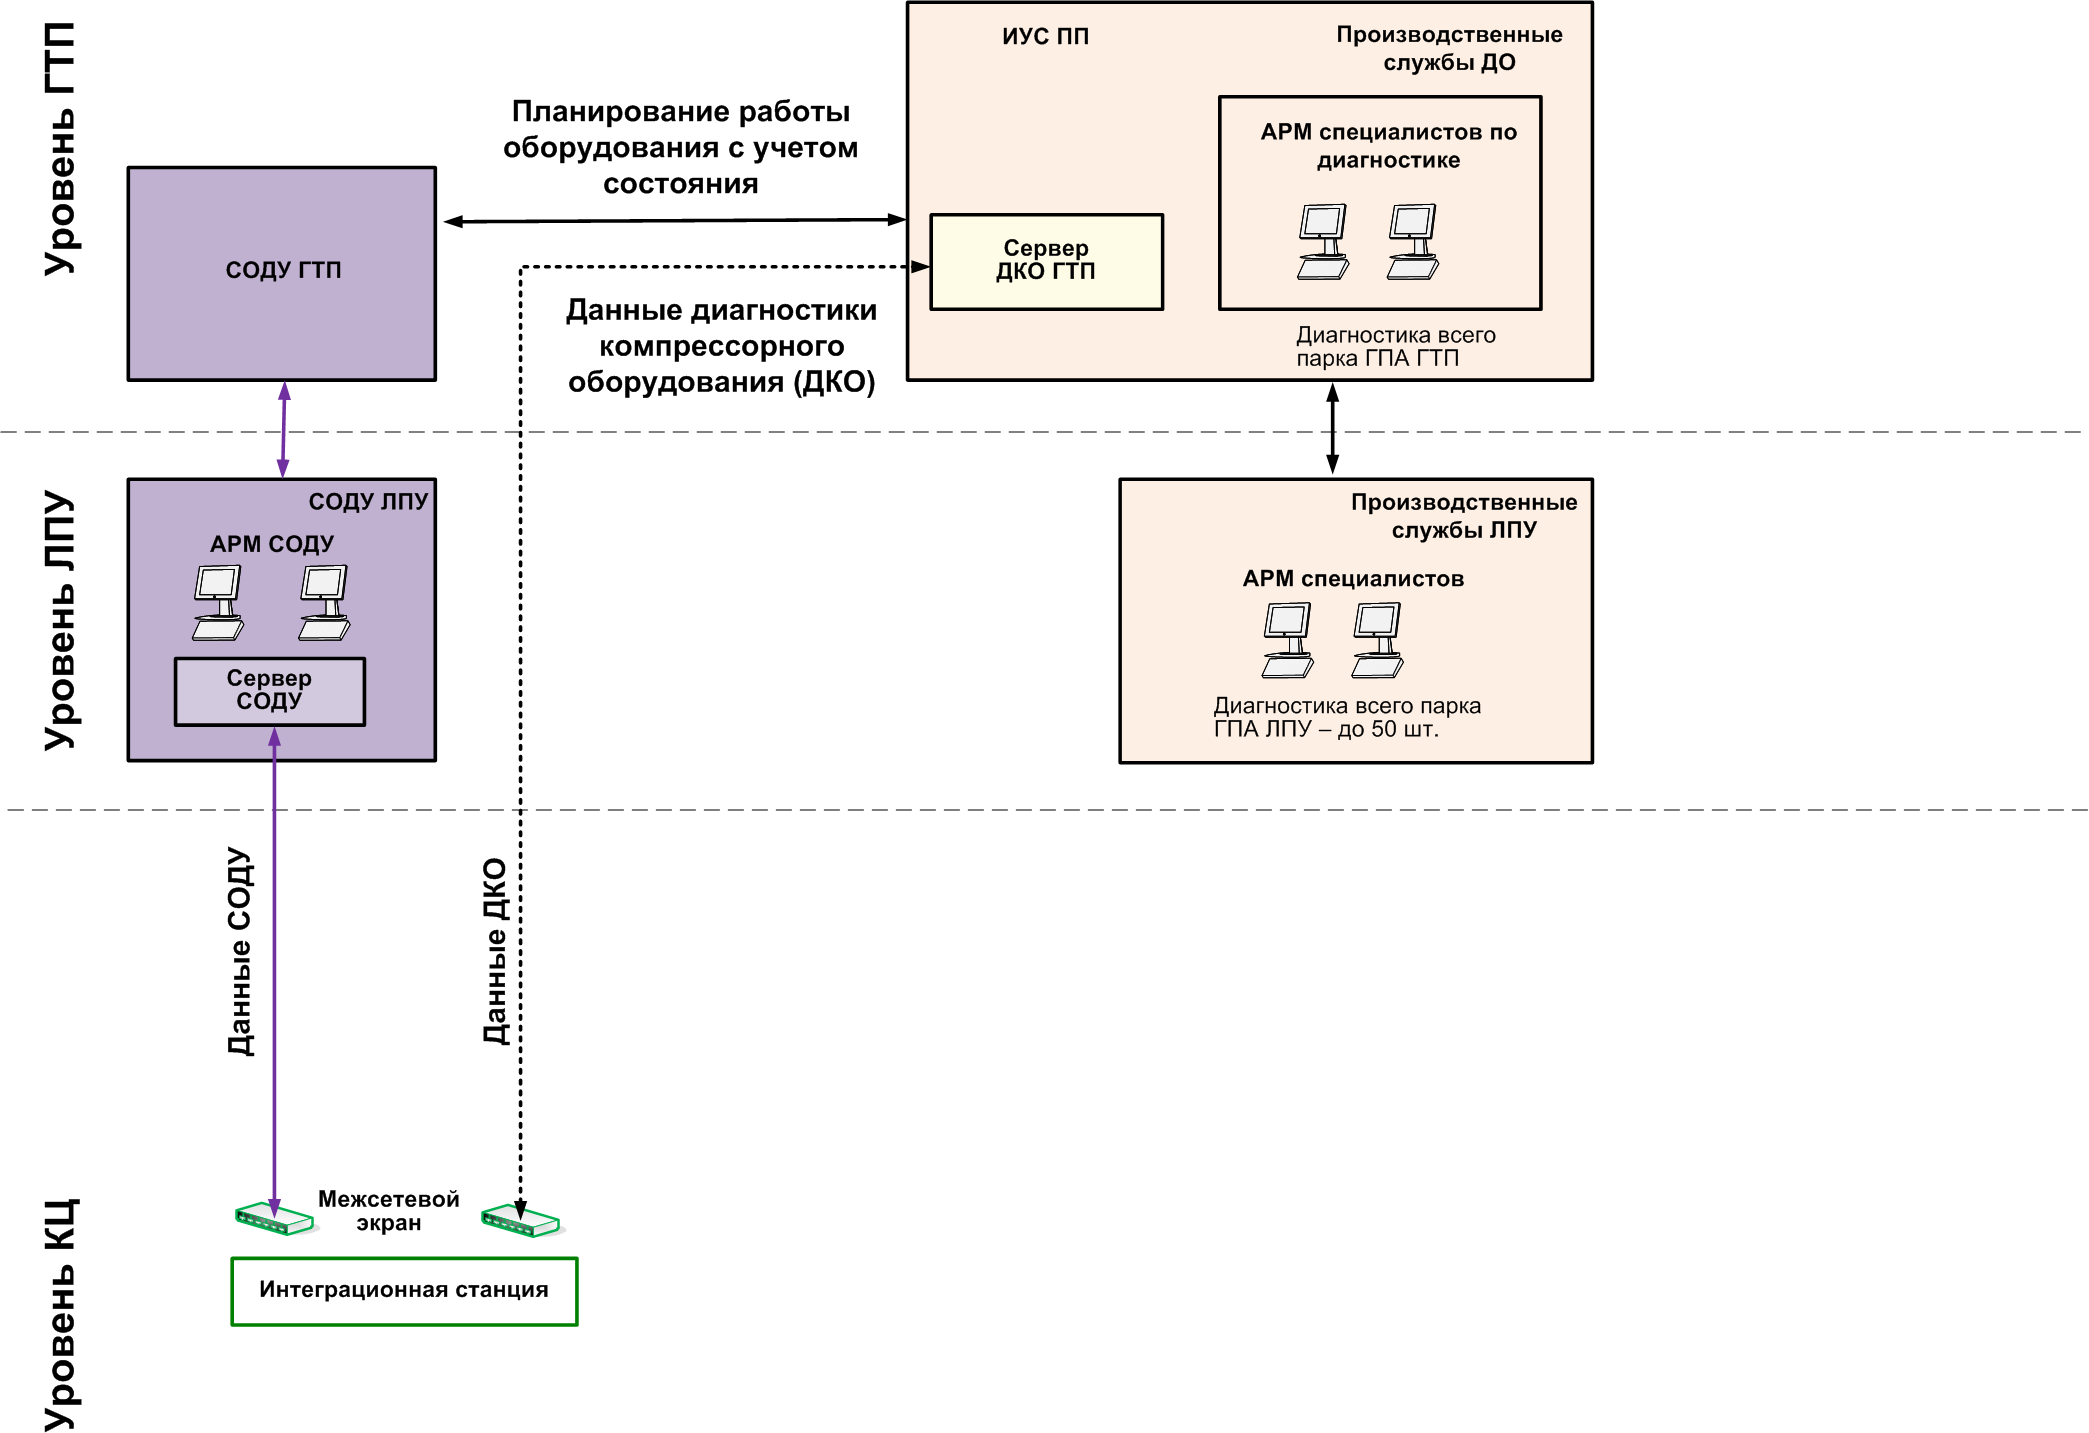 Уровень ГТП
ИУС ПП
Производственные
службы ДО
Планирование работы
оборудования с учетом
состояния
АРМ специалистов по
диагностике
СОДУ ГТП
Сервер
ДКО ГТП
Данные диагностики
компрессорного
оборудования (ДКО)
Диагностика всего
парка ГПА ГТП
Уровень ЛПУ
СОДУ ЛПУ
АРМ СОДУ
Сервер
СОДУ
Производственные
службы ЛПУ
АРМ специалистов
Диагностика всего парка
ГПА ЛПУ – до 50 шт.
Данные СОДУ
Данные ДКО
Уровень КЦ
Межсетевой
экран
Интеграционная станция